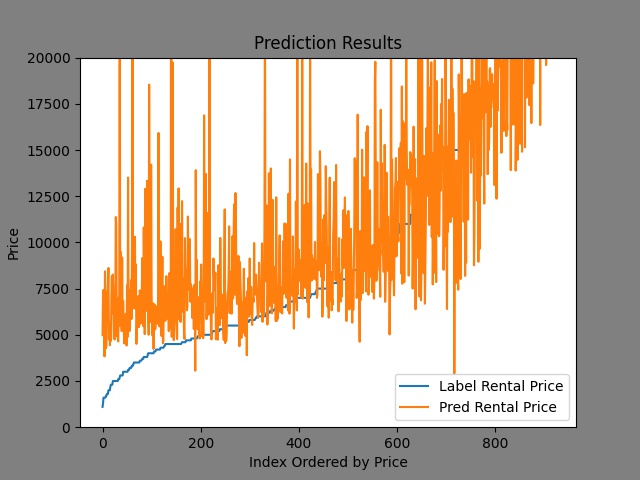 Prediction Results
20000
17500
15000
12500
10000
7500
5000
2500
0
Price
0 200 400 600 800
Index Ordered by Price
Label Rental Price
Pred Rental Price